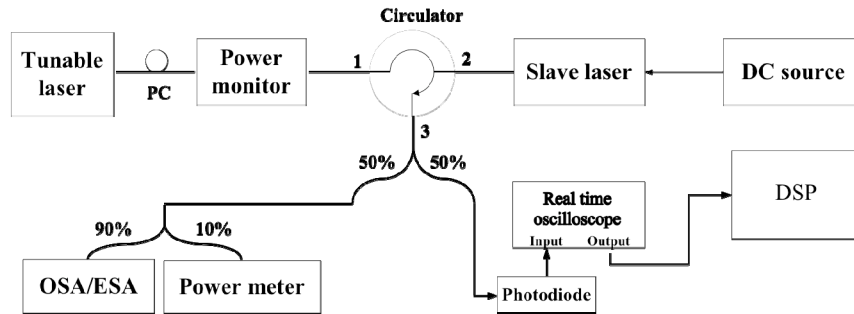 Circulator
Tunable
laser
PC
Power
monitor
1
2
3
Slave laser
DC source
50%
50%
90%
10%
OSA/ESA
Power meter
Real time
oscilloscope
Input
Output
Photodiode
DSP